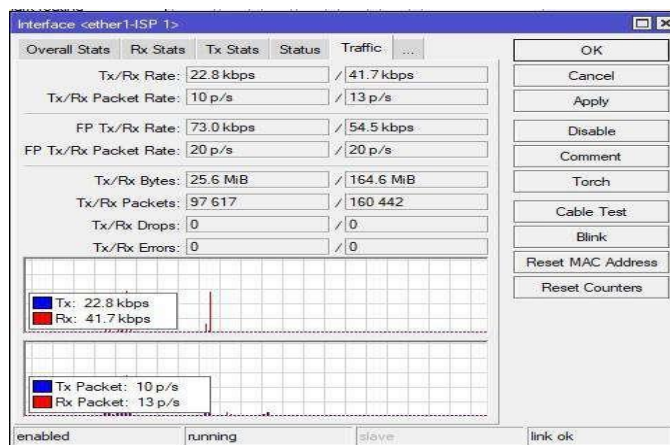 Interface <ether1-ISP 1>
Overall Stats Rx Stats Tx Stats Status Traffic ...
OK
Tx/Rx Rate: 22.8 kbps / 41.7 kbps
Cancel
Tx/Rx Packet Rate: 10 p/s / 13 p/s
Apply
FP Tx/Rx Rate: 73.0 kbps / 54.5 kbps
Disable
FP Tx/Rx Packet Rate: 20 p/s / 20 p/s
Comment
Tx/Rx Bytes: 25.6 MiB / 164.6 MiB
Torch
Tx/Rx Packets: 97 617 / 160 442
Cable Test
Tx/Rx Drops: 0 / 0
Blink
Tx/Rx Errors: 0 / 0
Reset MAC Address
Reset Counters
Tx: 22.8 kbps
Rx: 41.7 kbps
Tx Packet: 10 p/s
Rx Packet: 13 p/s
enabled running slave link ok